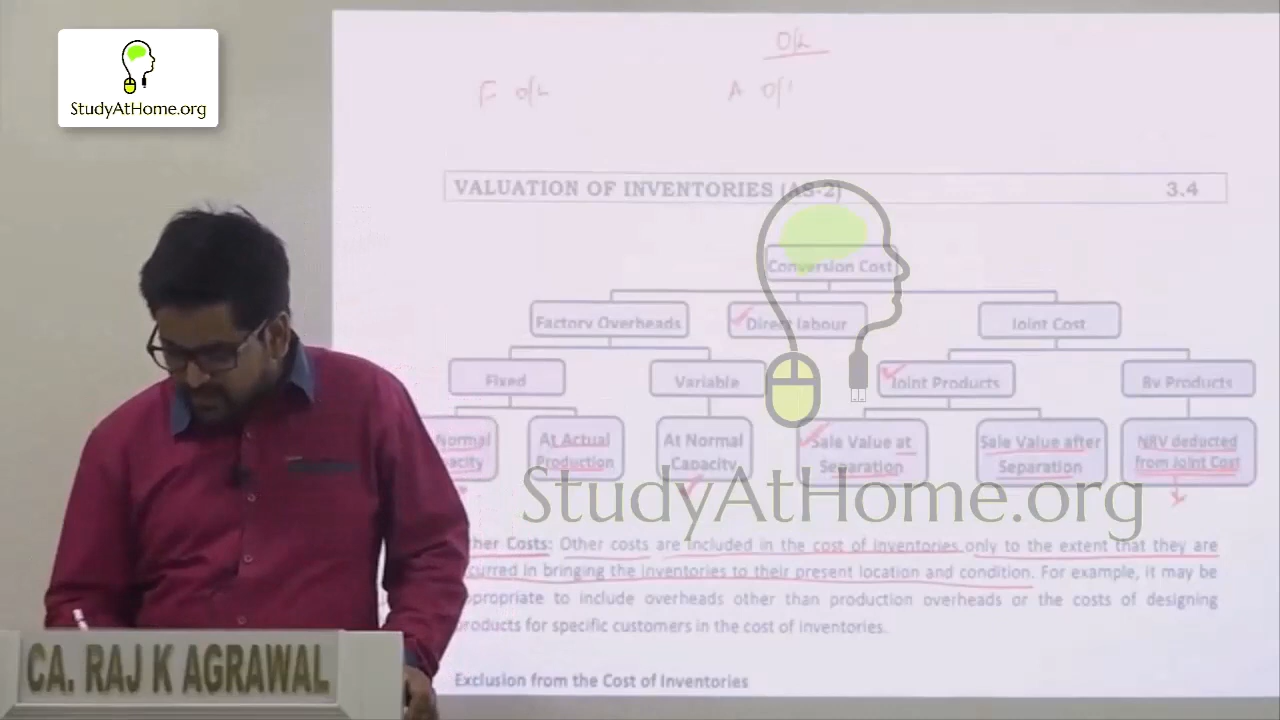 StudyAtHome.org
O/h
F O/h
A O/
VALUATION OF INVENTORIES (AS-2) 3.4
Conversion Cost
Factory Overheads
Direct labour
Joint Cost
Fixed
Variable
Joint Products
By Products
Normal
At Actual
Production
At Normal
Capacity
Sale Value at
Separation
Sale Value after
Separation
NRV deducted
from Joint Cost
StudyAtHome.org
Costs: Other costs are included in the cost of inventories only to the extent that they are
in bringing the inventories to their present location and condition. For example, it may be
to include overheads other than production overheads or the costs of designing
for specific customers in the cost of inventories.
Exclusion from the Cost of Inventories
CA. RAJ K AGRAWAL